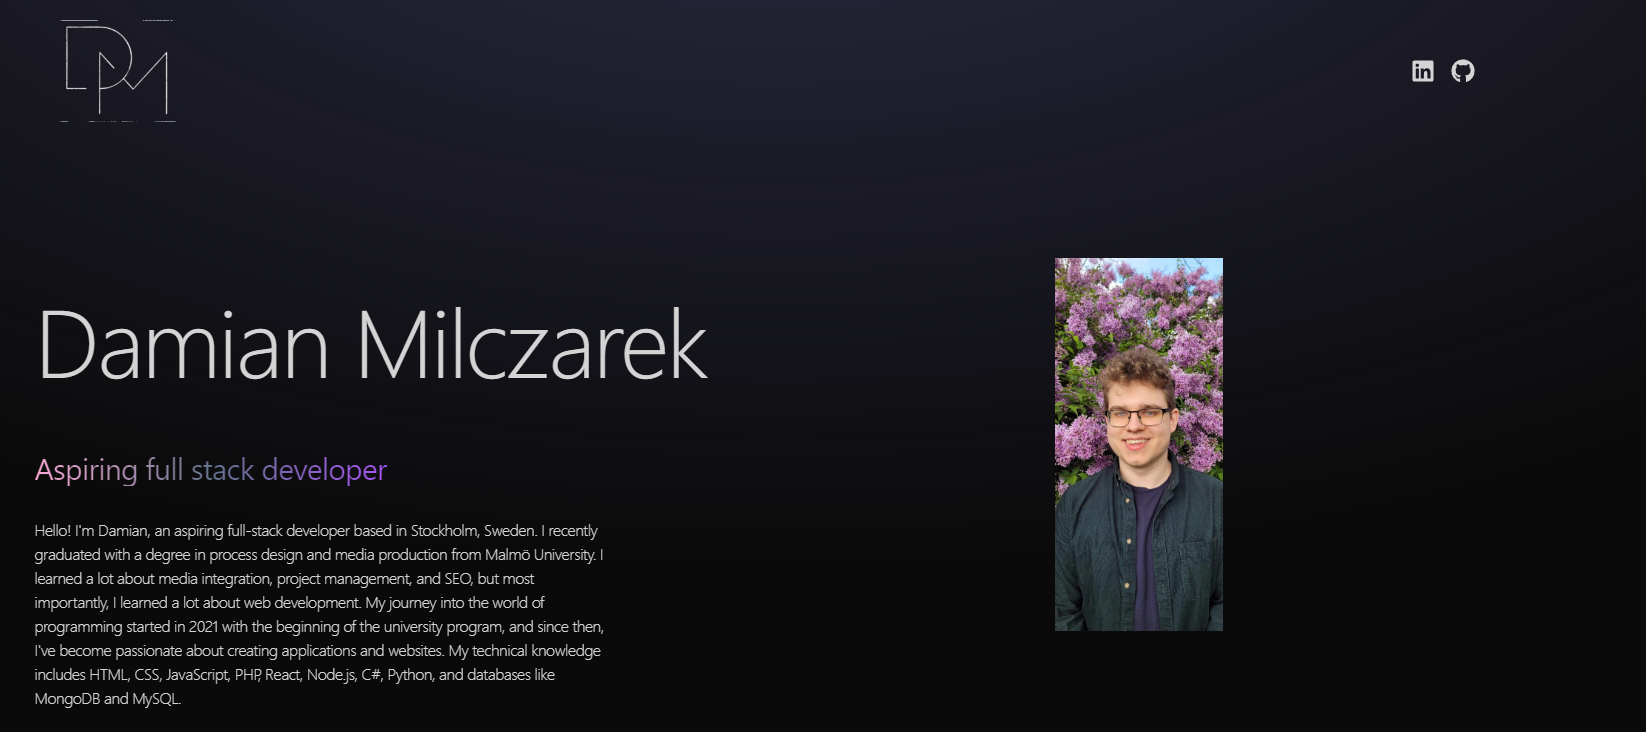 DM
in
Damian Milczarek
Aspiring full stack developer
Hello! I'm Damian, an aspiring full-stack developer based in Stockholm, Sweden. I recently
graduated with a degree in process design and media production from Malmö University. I
learned a lot about media integration, project management, and SEO, but most
importantly, I learned a lot about web development. My journey into the world of
programming started in 2021 with the beginning of the university program, and since then,
I've become passionate about creating applications and websites. My technical knowledge
includes HTML, CSS, JavaScript, PHP, React, Node.js, C#, Python, and databases like
MongoDB and MySQL.